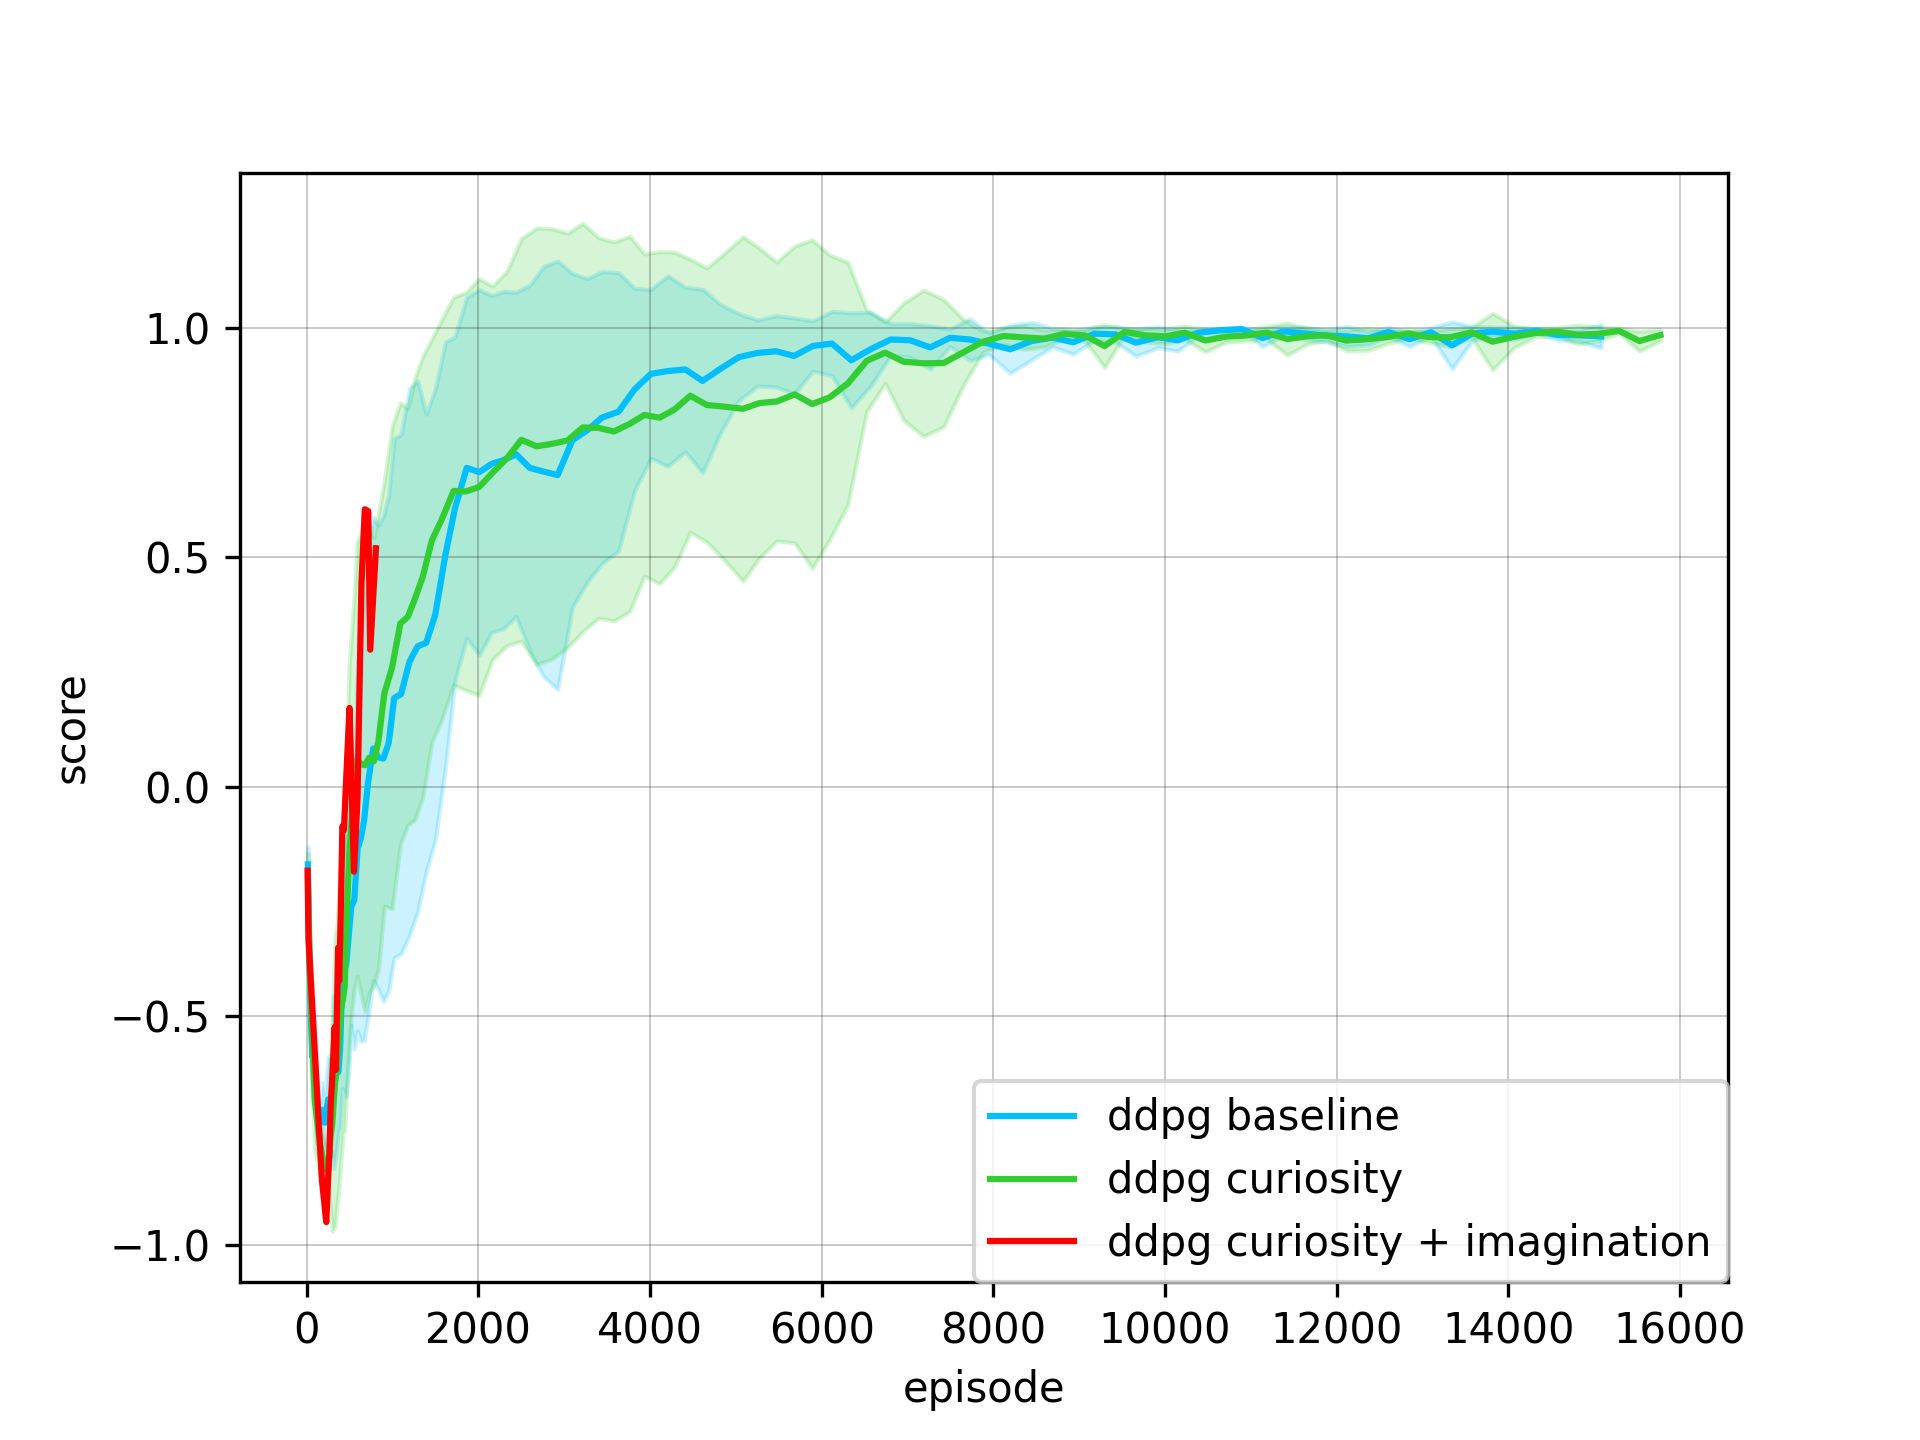 1.0
0.5
0.0
−0.5
−1.0
score
0 2000 4000 6000 8000 10000 12000 14000 16000
episode
ddpg baseline
ddpg curiosity
ddpg curiosity + imagination